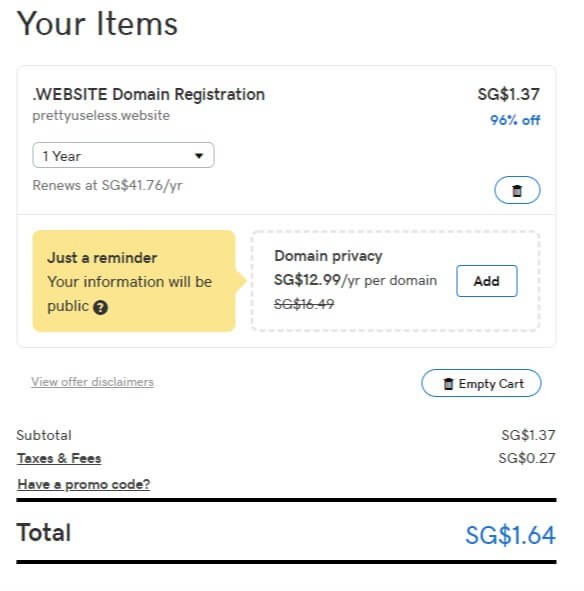 Your Items
.WEBSITE Domain Registration SG$1.37
prettyuseless.website 96% off
1 Year
Renews at SG$41.76/yr
Just a reminder
Your information will be
public ?
Domain privacy
SG$12.99/yr per domain Add
SG$16.49
View offer disclaimers Empty Cart
Subtotal SG$1.37
Taxes & Fees SG$0.27
Have a promo code?
Total SG$1.64